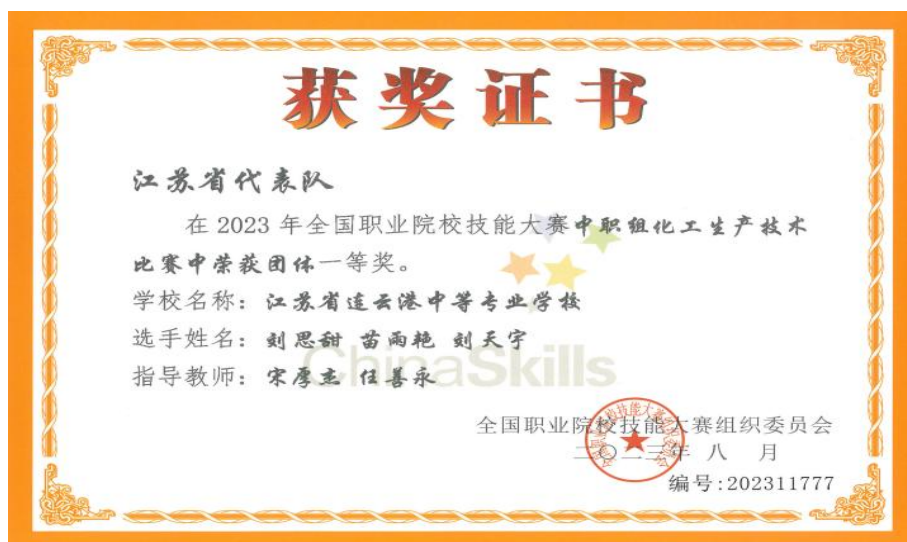 获奖证书
江苏省代表队
在 2023 年全国职业院校技能大赛中职组化工生产技术
比赛中荣获团体一等奖。
学校名称：江苏省连云港中等专业学校
选手姓名：刘思甜 苗雨艳 刘天宇
指导教师：宋厚杰 任善永
ChinaSkills
全国职业院校技能大赛组织委员会
二〇二三年 八 月
编号:202311777